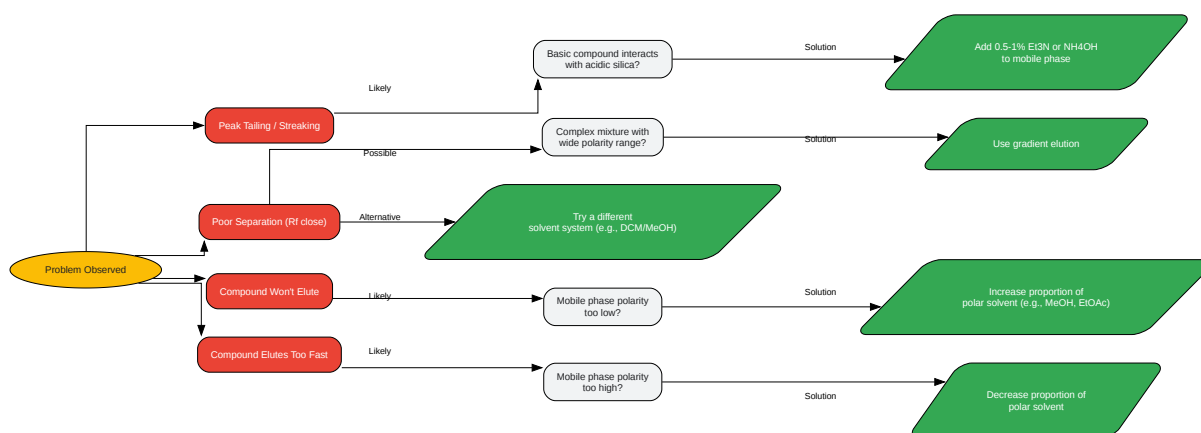 Basic compound interacts
with acidic silica?
Solution
Add 0.5-1% Et3N or NH4OH
to mobile phase
Likely
Peak Tailing / Streaking
Complex mixture with
wide polarity range?
Solution
Use gradient elution
Possible
Poor Separation (Rf close)
Alternative
Try a different
solvent system (e.g., DCM/MeOH)
Problem Observed
Compound Won't Elute
Likely
Mobile phase polarity
too low?
Solution
Increase proportion of
polar solvent (e.g., MeOH, EtOAc)
Compound Elutes Too Fast
Likely
Mobile phase polarity
too high?
Solution
Decrease proportion of
polar solvent